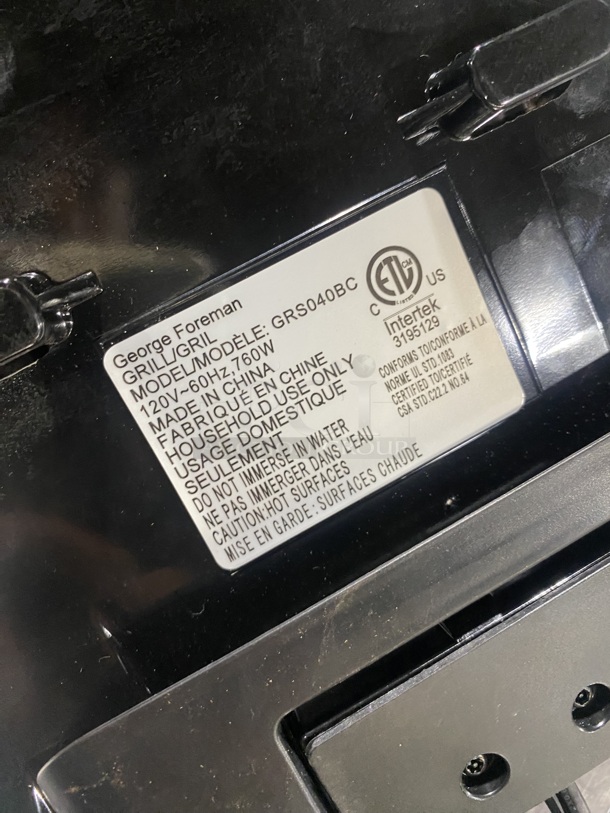 George Foreman
GRILL/GRIL
MODEL/MODÈLE: GRS040BC
120V~60Hz,760W
MADE IN CHINA
FABRIQUÉ EN CHINE
HOUSEHOLD USE ONLY
USAGE DOMESTIQUE
SEULEMENT
DO NOT IMMERSE IN WATER
NE PAS IMMERGER DANS L'EAU
CAUTION:HOT SURFACES
MISE EN GARDE: SURFACES CHAUDE
ETL CM
C US
Intertek
3195129
CONFORMS TO/CONFORME À LA
NORME UL STD.1083
CERTIFIED TO/CERTIFIÉ
CSA STD.C22.2 NO.64